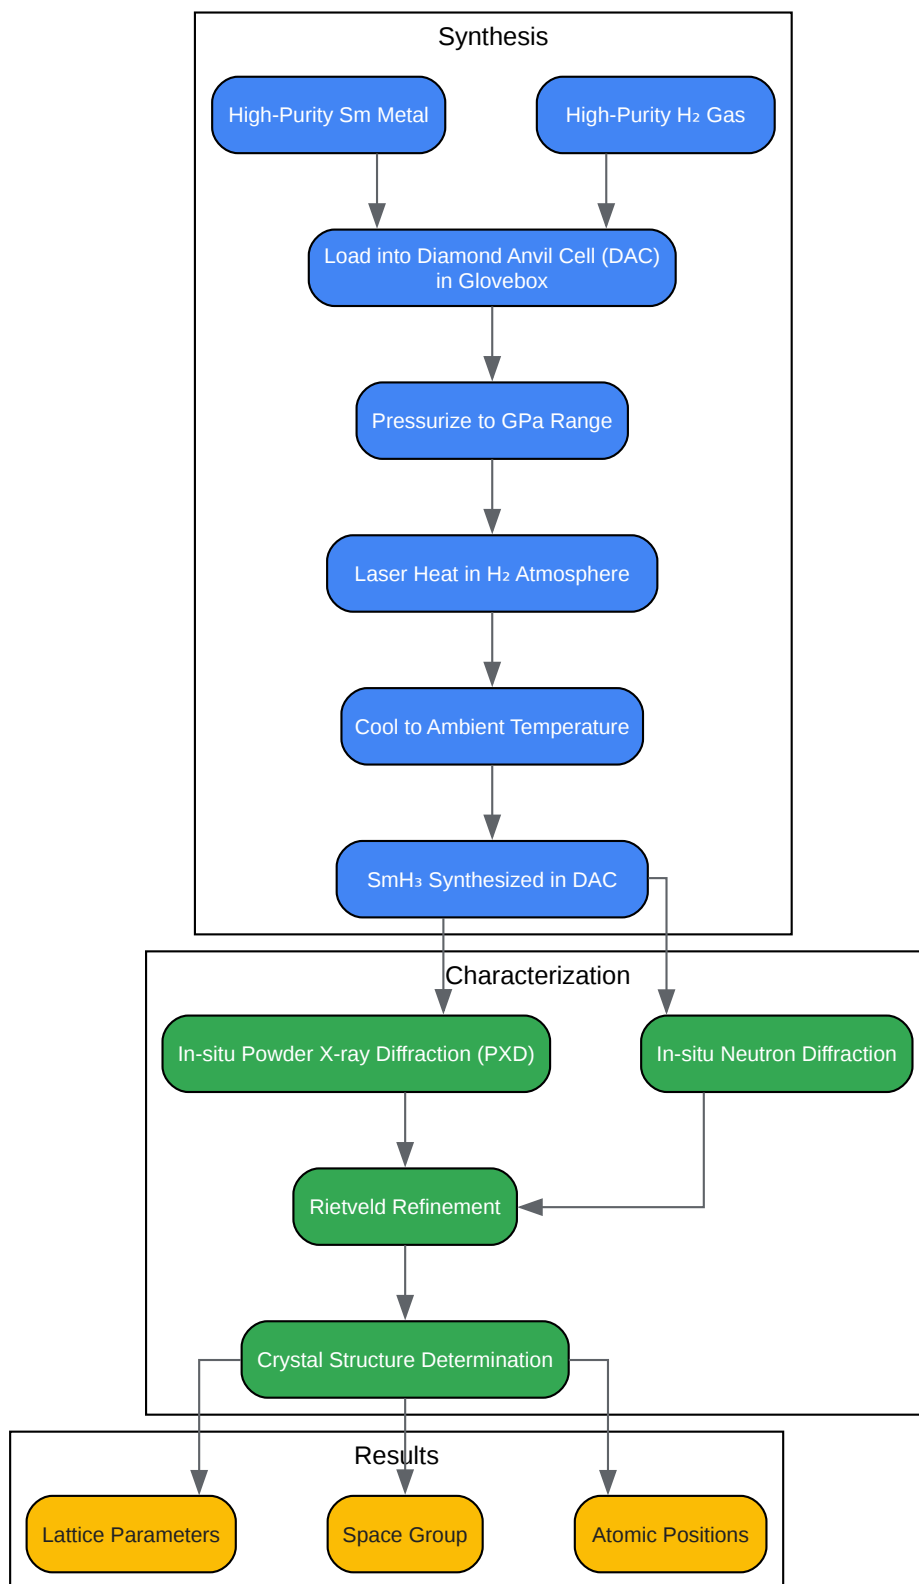 Synthesis
High-Purity Sm Metal
High-Purity H₂ Gas
Load into Diamond Anvil Cell (DAC)
in Glovebox
Pressurize to GPa Range
Laser Heat in H₂ Atmosphere
Cool to Ambient Temperature
SmH₃ Synthesized in DAC
Characterization
In-situ Powder X-ray Diffraction (PXD)
In-situ Neutron Diffraction
Rietveld Refinement
Crystal Structure Determination
Results
Lattice Parameters
Space Group
Atomic Positions